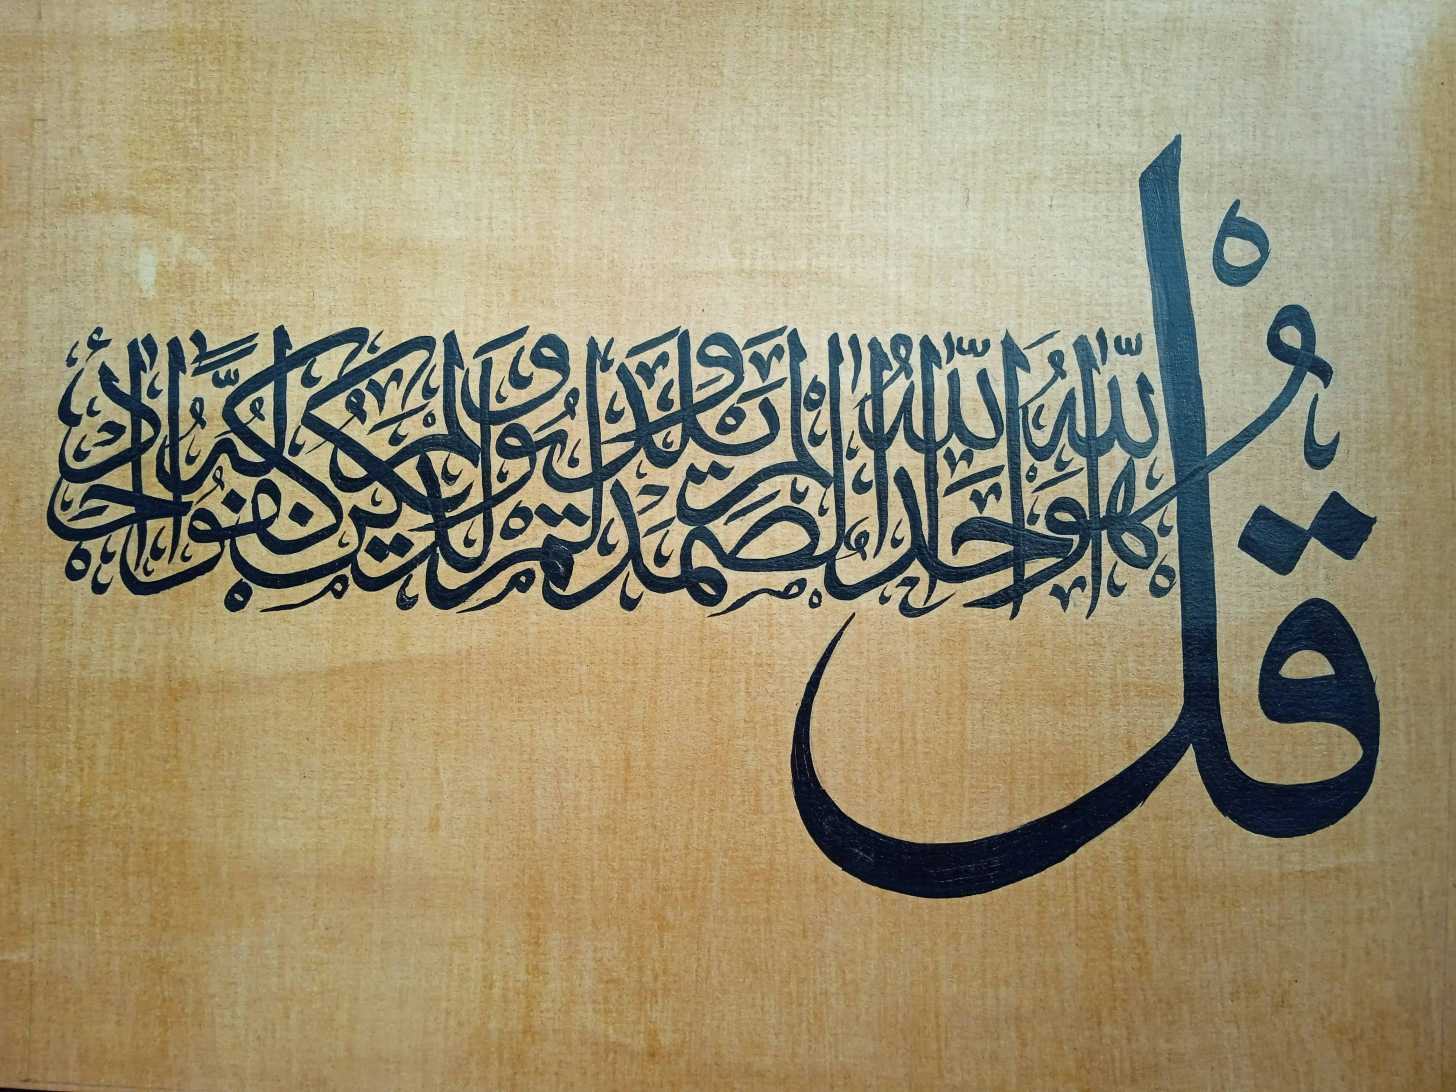 قُلْ هُوَ اللّٰهُ أَحَدٌ اللّٰهُ الصَّمَدُ لَمْ يَلِدْ وَلَمْ يُولَدْ وَلَمْ يَكُنْ لَهُ كُفُوًا أَحَدٌ